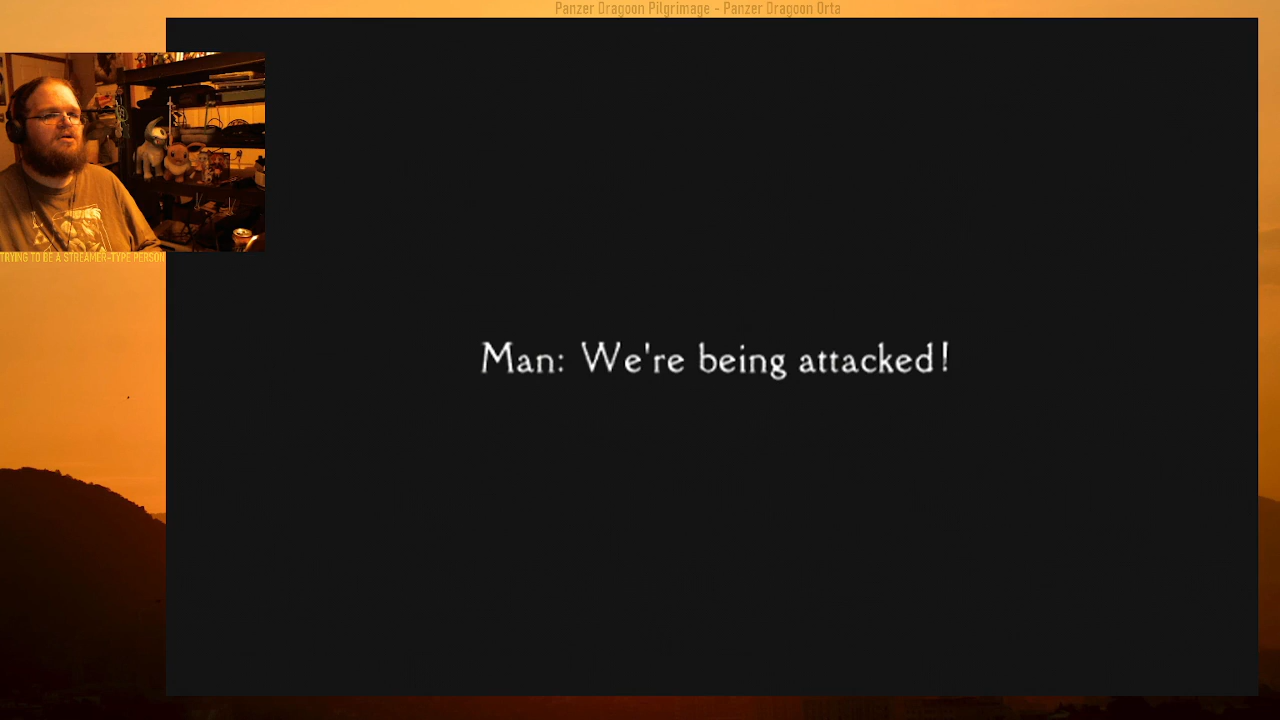 Panzer Dragoon Pilgrimage - Panzer Dragoon Orta
TRYING TO BE A STREAMER-TYPE PERSON
Man: We're being attacked!